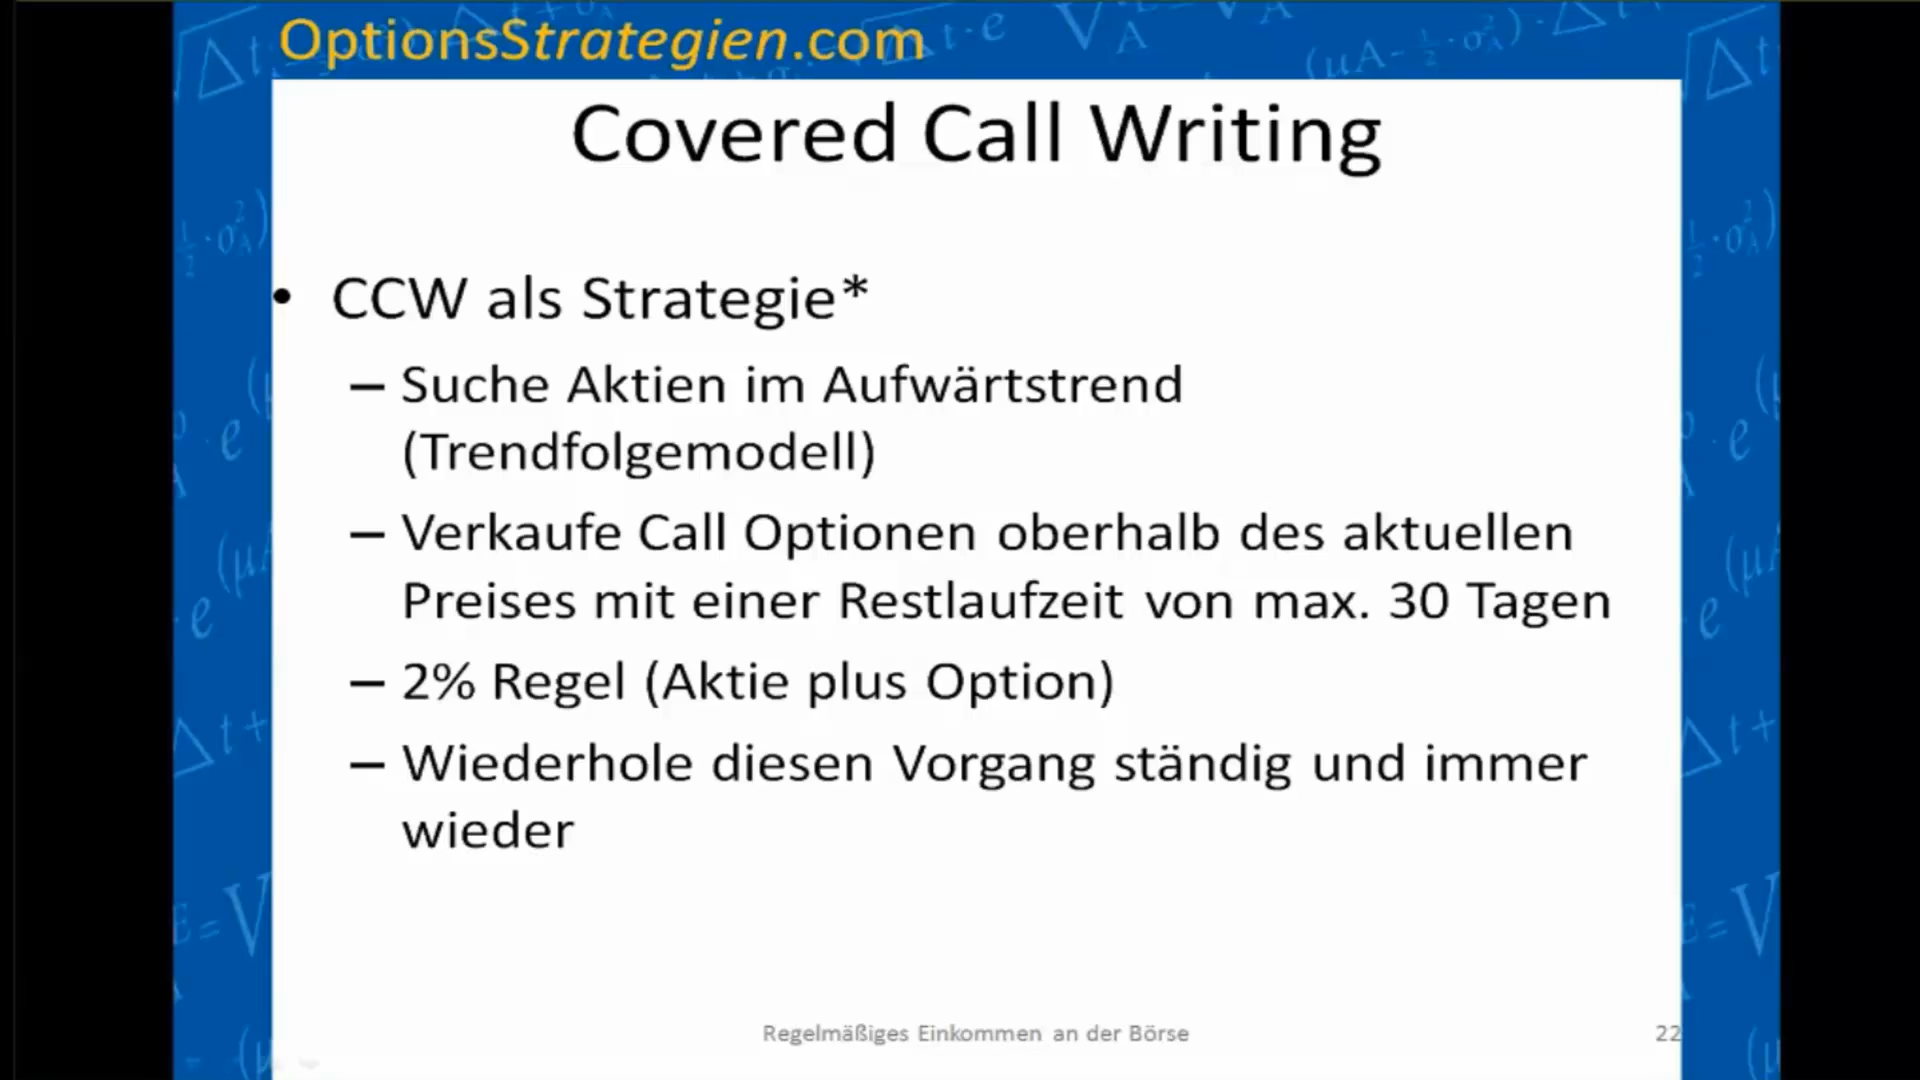 OptionsStrategien.com
Covered Call Writing
• CCW als Strategie*
– Suche Aktien im Aufwärtstrend
(Trendfolgemodell)
– Verkaufe Call Optionen oberhalb des aktuellen
Preises mit einer Restlaufzeit von max. 30 Tagen
– 2% Regel (Aktie plus Option)
– Wiederhole diesen Vorgang ständig und immer
wieder
Regelmäßiges Einkommen an der Börse
22